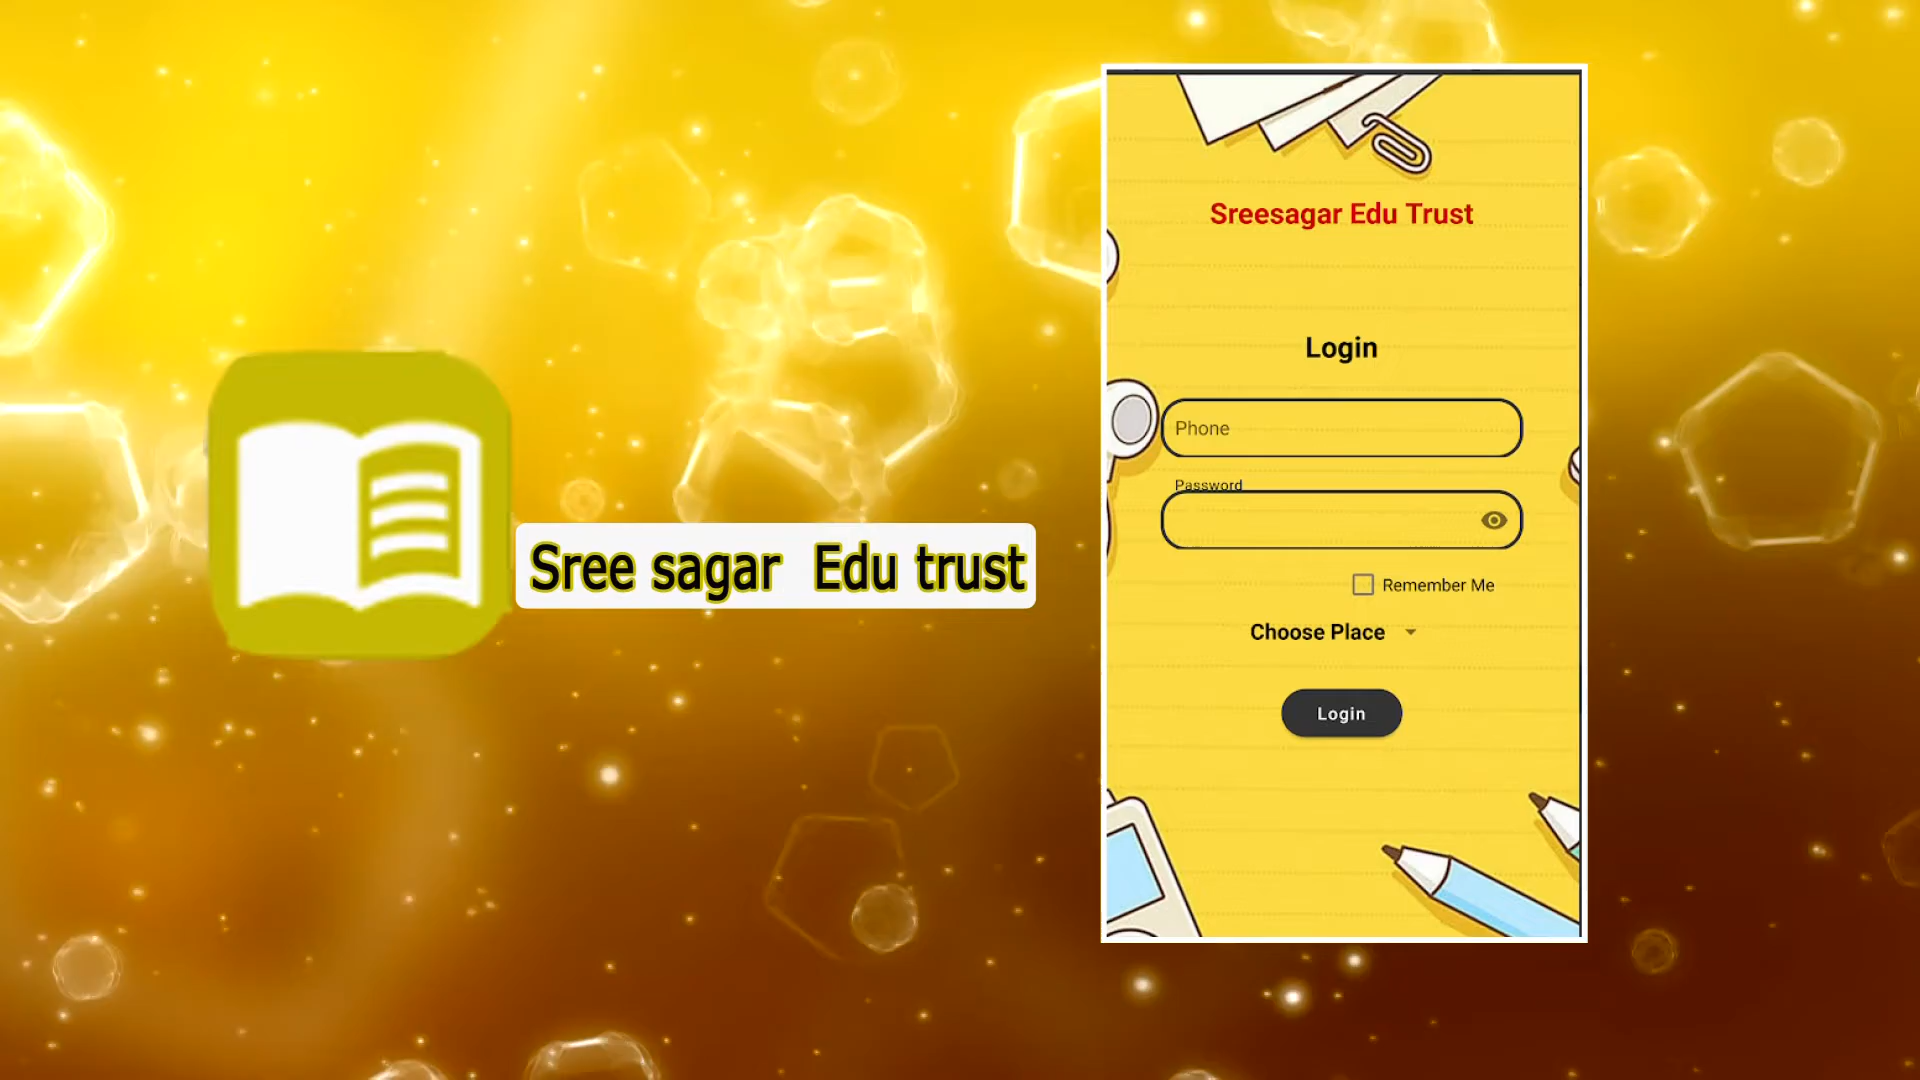 Sree sagar  Edu trust
Sreesagar Edu Trust
Login
Phone
Password
Remember Me
Choose Place
Login